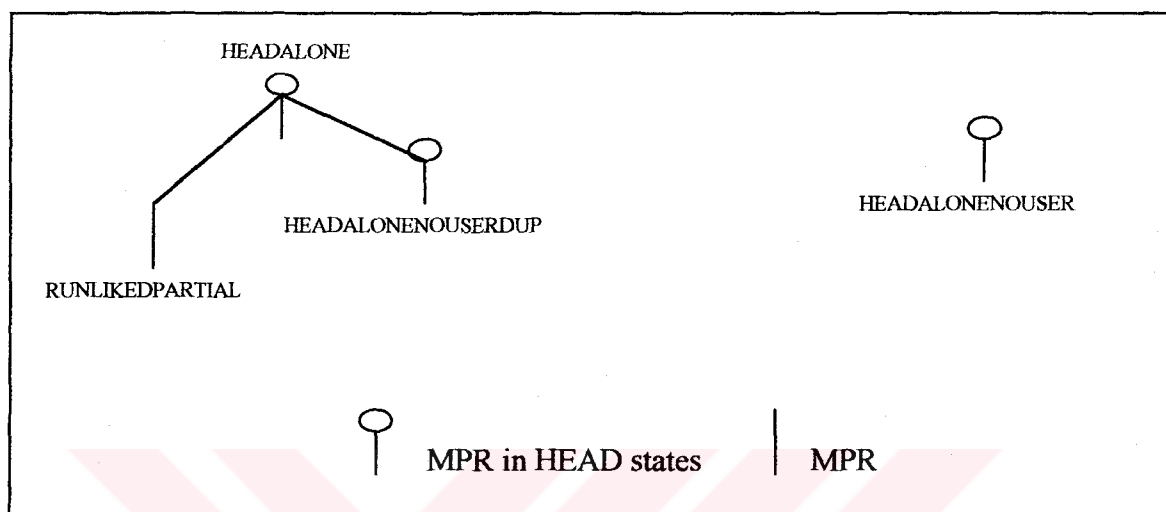 HEADALONE
HEADALONENOUSERDUP
HEADALONENOUSER
RUNLIKEDPARTIAL
MPR in HEAD states
MPR